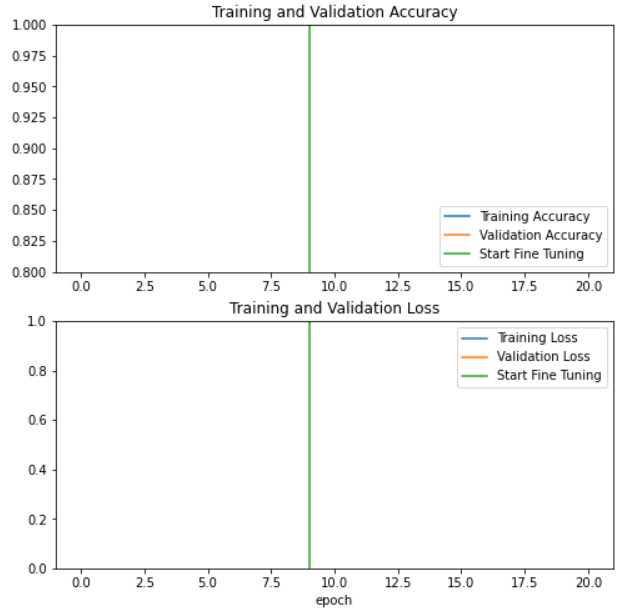 Training and Validation Accuracy
1.000
0.975
0.950
0.925
0.900
0.875
0.850
0.825
0.800
Training Accuracy
Validation Accuracy
Start Fine Tuning
0.0 2.5 5.0 7.5 10.0 12.5 15.0 17.5 20.0
Training and Validation Loss
1.0
0.8
0.6
0.4
0.2
0.0
Training Loss
Validation Loss
Start Fine Tuning
0.0 2.5 5.0 7.5 10.0 12.5 15.0 17.5 20.0
epoch